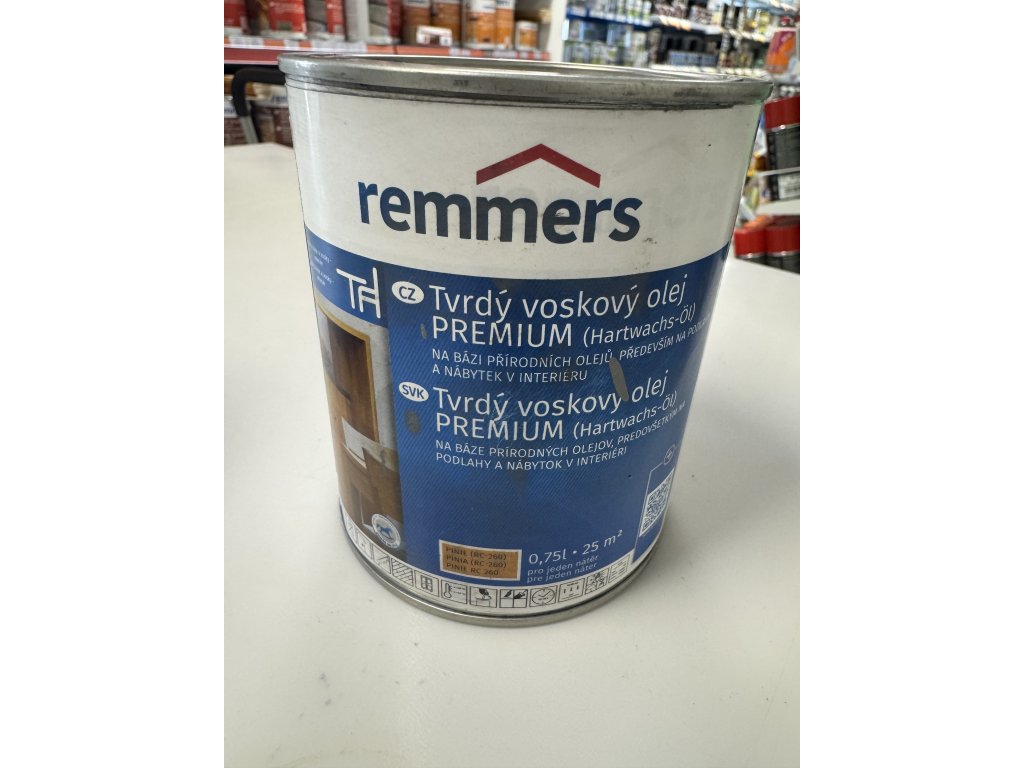 remmers
CZ Tvrdý voskový olej
PREMIUM (Hartwachs-Öl)
NA BÁZI PŘÍRODNÍCH OLEJŮ, PŘEDEVŠÍM NA
A NÁBYTEK V INTERIÉRU
SVK Tvrdý voskový olej
PREMIUM (Hartwachs-Öl)
NA BÁZE PRÍRODNÝCH OLEJOV, PREDOVŠETKÝM NA
PODLAHY A NÁBYTOK V INTERIÉRI
PINIE (RC-260)
PÍNIA (RC-260)
PINIE RC 260
0,75l • 25 m²
pro jeden nátěr
pre jeden náter